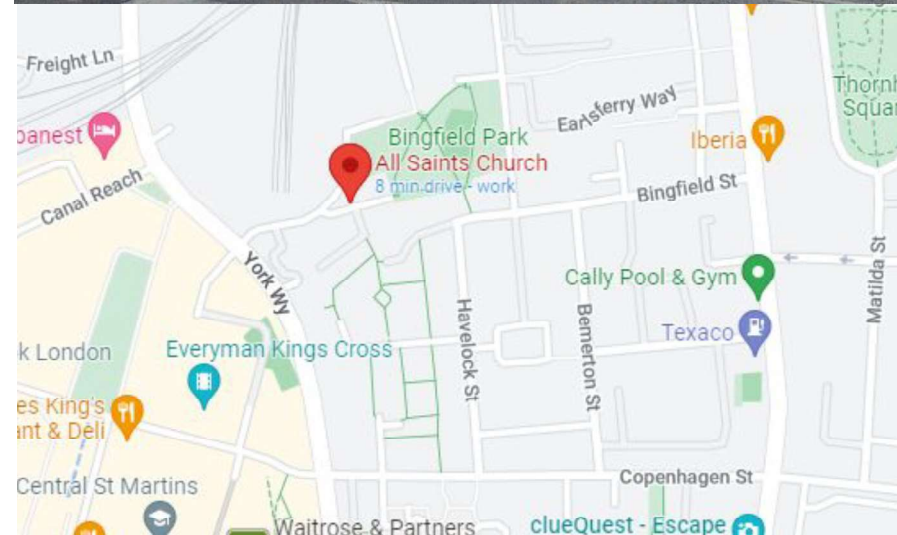 Freight Ln
Thornh
Squar
Earlsferry Way
Bingfield Park
Iberia
panest
All Saints Church
8 min drive - work
Canal Reach
Bingfield St
York Wy
Cally Pool & Gym
Matilda St
Havelock St
Bemerton St
Texaco
k London
Everyman Kings Cross
es King's
nt & Deli
Central St Martins
Copenhagen St
Waitrose & Partners
clueQuest - Escape